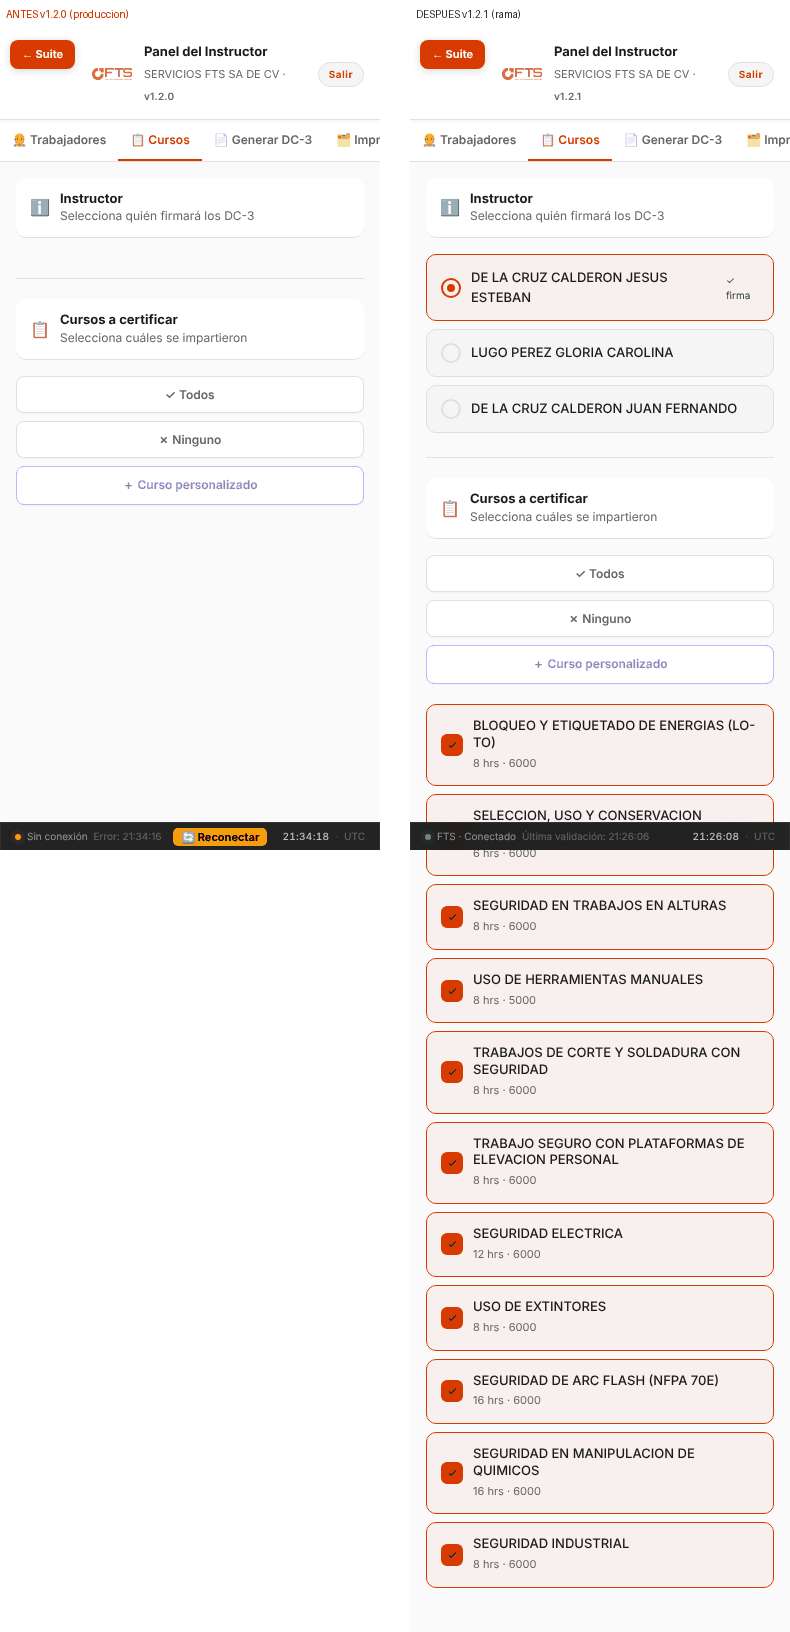 ANTES v1.2.0 (produccion)
← Suite
FTS
Panel del Instructor
SERVICIOS FTS SA DE CV ·
v1.2.0
Salir
Trabajadores
Cursos
Generar DC-3
Impr
Instructor
Selecciona quién firmará los DC-3
Cursos a certificar
Selecciona cuáles se impartieron
✓ Todos
× Ninguno
+ Curso personalizado
Sin conexión Error: 21:34:16 Reconectar 21:34:18 · UTC
DESPUES v1.2.1 (rama)
← Suite
FTS
Panel del Instructor
SERVICIOS FTS SA DE CV ·
v1.2.1
Salir
Trabajadores
Cursos
Generar DC-3
Impr
Instructor
Selecciona quién firmará los DC-3
DE LA CRUZ CALDERON JESUS
ESTEBAN
✓
firma
LUGO PEREZ GLORIA CAROLINA
DE LA CRUZ CALDERON JUAN FERNANDO
Cursos a certificar
Selecciona cuáles se impartieron
✓ Todos
× Ninguno
+ Curso personalizado
BLOQUEO Y ETIQUETADO DE ENERGIAS (LO-
TO)
8 hrs · 6000
SELECCION, USO Y CONSERVACION
FTS · Conectado Última validación: 21:26:06 21:26:08 · UTC
6 hrs · 6000
SEGURIDAD EN TRABAJOS EN ALTURAS
8 hrs · 6000
USO DE HERRAMIENTAS MANUALES
8 hrs · 5000
TRABAJOS DE CORTE Y SOLDADURA CON
SEGURIDAD
8 hrs · 6000
TRABAJO SEGURO CON PLATAFORMAS DE
ELEVACION PERSONAL
8 hrs · 6000
SEGURIDAD ELECTRICA
12 hrs · 6000
USO DE EXTINTORES
8 hrs · 6000
SEGURIDAD DE ARC FLASH (NFPA 70E)
16 hrs · 6000
SEGURIDAD EN MANIPULACION DE
QUIMICOS
16 hrs · 6000
SEGURIDAD INDUSTRIAL
8 hrs · 6000